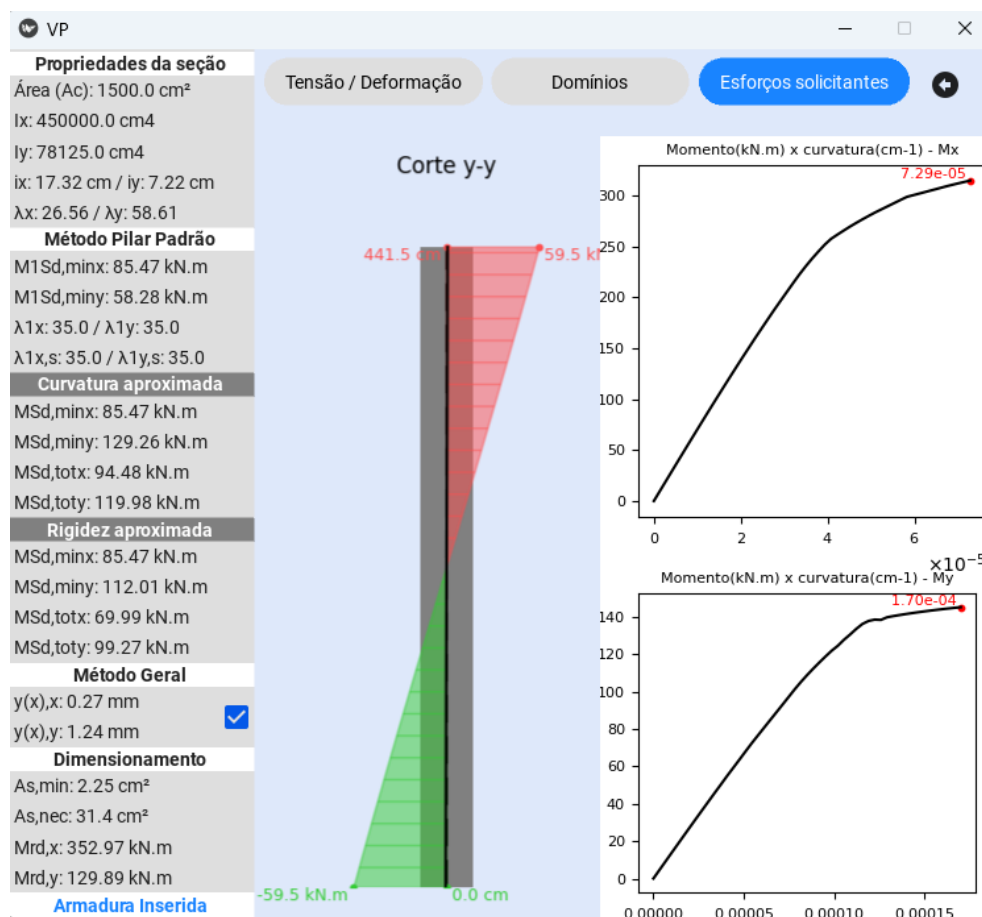 VP
Propriedades da seção
Área (Ac): 1500.0 cm²
Ix: 450000.0 cm4
Iy: 78125.0 cm4
ix: 17.32 cm / iy: 7.22 cm
λx: 26.56 / λy: 58.61
Método Pilar Padrão
M1Sd,minx: 85.47 kN.m
M1Sd,miny: 58.28 kN.m
λ1x: 35.0 / λ1y: 35.0
λ1x,s: 35.0 / λ1y,s: 35.0
Curvatura aproximada
MSd,minx: 85.47 kN.m
MSd,miny: 129.26 kN.m
MSd,totx: 94.48 kN.m
MSd,toty: 119.98 kN.m
Rigidez aproximada
MSd,minx: 85.47 kN.m
MSd,miny: 112.01 kN.m
MSd,totx: 69.99 kN.m
MSd,toty: 99.27 kN.m
Método Geral
y(x),x: 0.27 mm
y(x),y: 1.24 mm
Dimensionamento
As,min: 2.25 cm²
As,nec: 31.4 cm²
Mrd,x: 352.97 kN.m
Mrd,y: 129.89 kN.m
Armadura Inserida
Tensão / Deformação
Domínios
Esforços solicitantes
Corte y-y
441.5 59.5
-59.5 kN.m 0.0 cm
Momento(kN.m) x curvatura(cm-1) - Mx
7.29e-05
300
250
200
150
100
50
0
0 2 4 6
×10⁻⁵
Momento(kN.m) x curvatura(cm-1) - My
1.70e-04
140
120
100
80
60
40
20
0
0.00000 0.00005 0.00010 0.00015